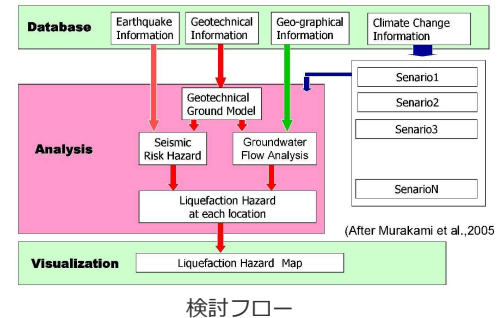 Database
Earthquake
Information
Geotechnical
Information
Geo-graphical
Information
Climate Change
Information
Senario1
Senario2
Senario3
SenarioN
Analysis
Geotechnical
Ground Model
Seismic
Risk Hazard
Groundwater
Flow Analysis
Liquefaction Hazard
at each location
(After Murakami et al.,2005
Visualization
Liquefaction Hazard Map
検討フロー